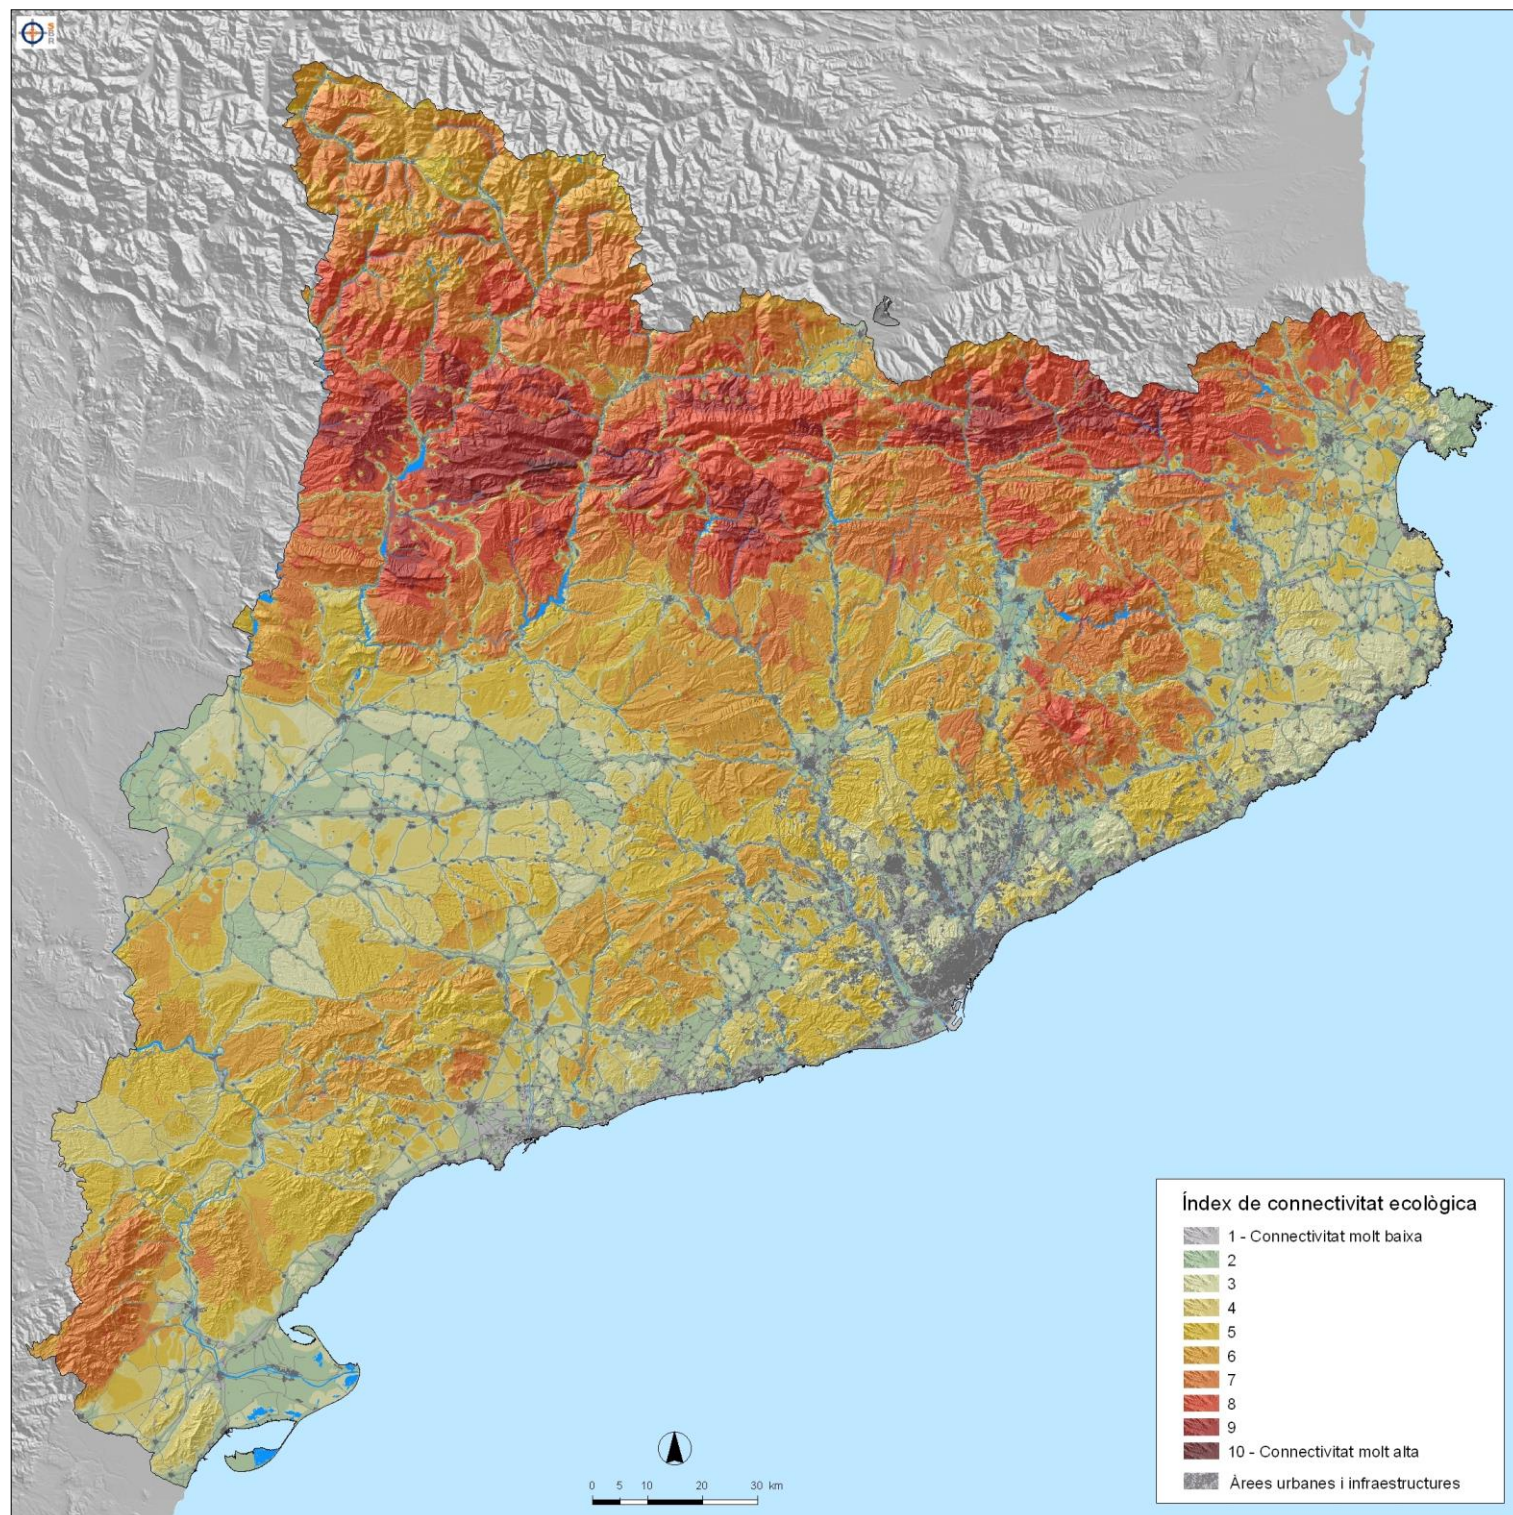 Índex de connectivitat ecològica
1 - Connectivitat molt baixa
2
3
4
5
6
7
8
9
10 - Connectivitat molt alta
Àrees urbanes i infraestructures
0 5 10 20 30 km